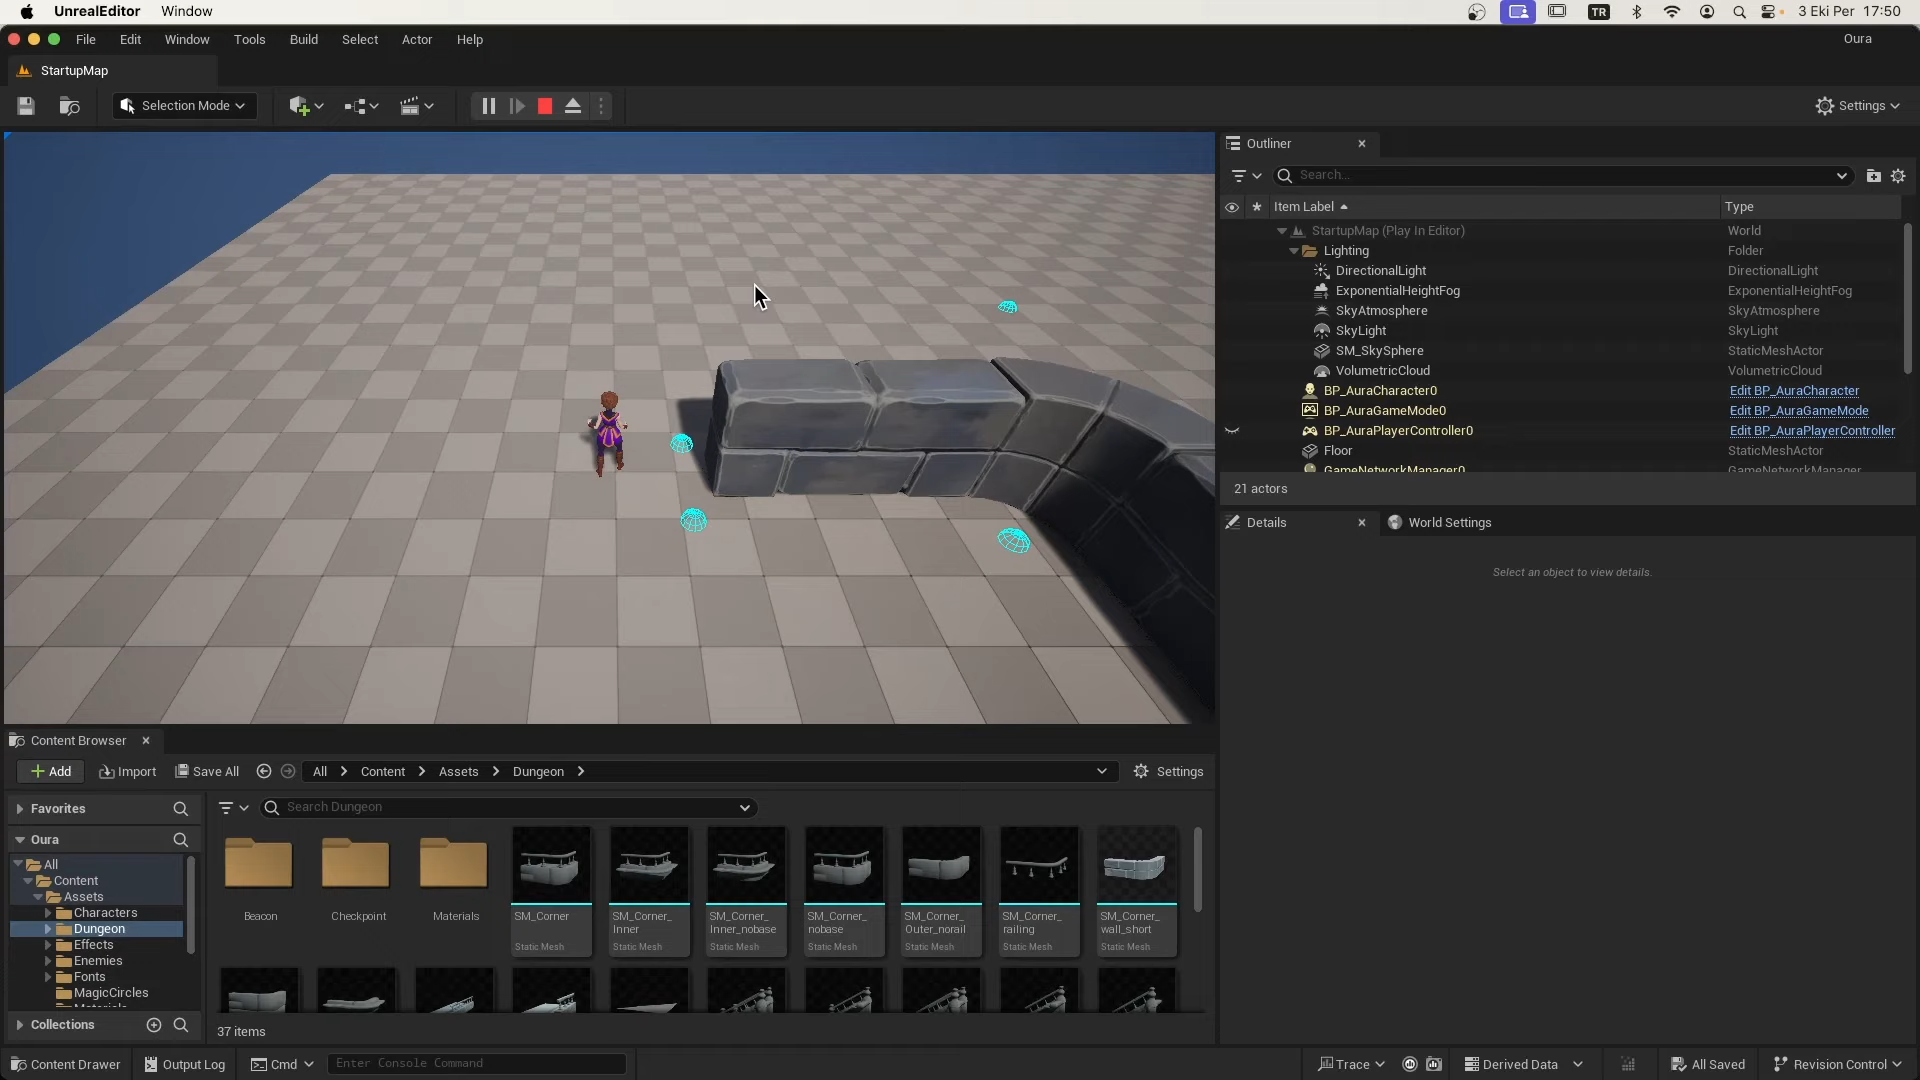 UnrealEditor Window
TR
3 Eki Per 17:50
File Edit Window Tools Build Select Actor Help
Oura
StartupMap
Selection Mode
Settings
Outliner
Search...
Item Label Type
StartupMap (Play In Editor) World
Lighting Folder
DirectionalLight DirectionalLight
ExponentialHeightFog ExponentialHeightFog
SkyAtmosphere SkyAtmosphere
SkyLight SkyLight
SM_SkySphere StaticMeshActor
VolumetricCloud VolumetricCloud
BP_AuraCharacter0 Edit BP_AuraCharacter
BP_AuraGameMode0 Edit BP_AuraGameMode
BP_AuraPlayerController0 Edit BP_AuraPlayerController
Floor StaticMeshActor
GameNetworkManager0 GameNetworkManager
21 actors
Details World Settings
Select an object to view details.
Content Browser
Add Import Save All All Content Assets Dungeon Settings
Favorites
Search Dungeon
Oura
All
Content
Assets
Characters
Dungeon
Effects
Enemies
Fonts
MagicCircles
Materials
Collections
Beacon
Checkpoint
Materials
SM_Corner
Static Mesh
SM_Corner_
Inner
Static Mesh
SM_Corner_
Inner_nobase
Static Mesh
SM_Corner_
nobase
Static Mesh
SM_Corner_
Outer_norail
Static Mesh
SM_Corner_
railing
Static Mesh
SM_Corner_
wall_short
Static Mesh
37 items
Content Drawer Output Log Cmd Enter Console Command Trace Derived Data All Saved Revision Control